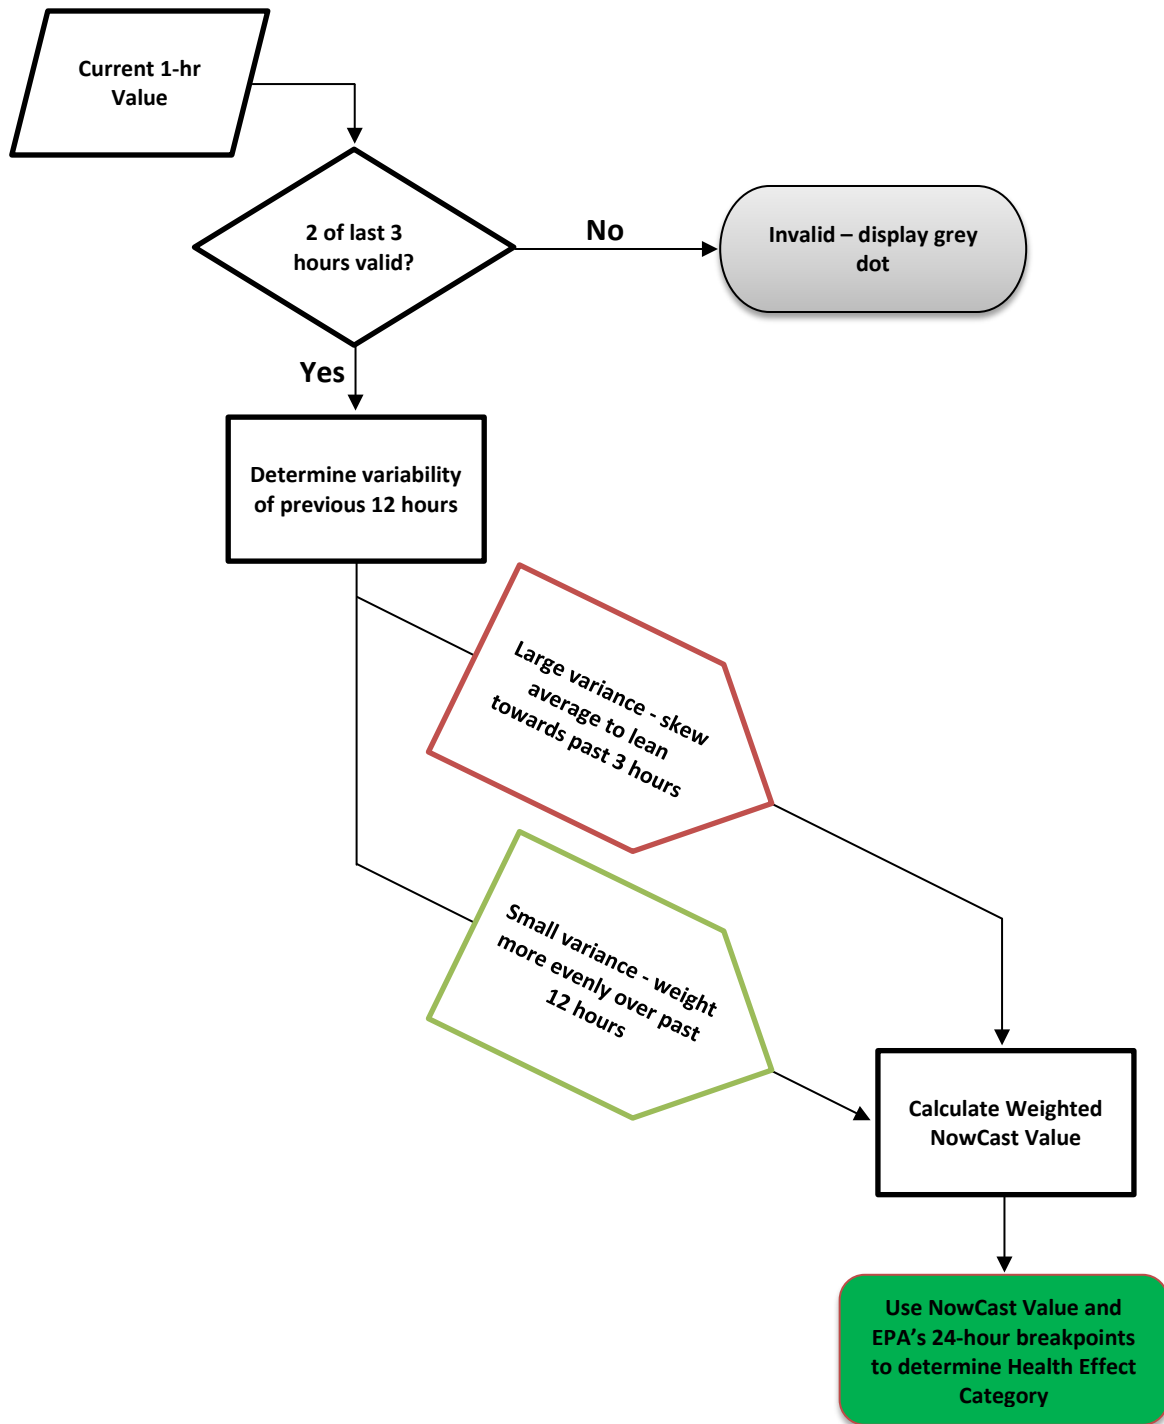 Current 1-hr
Value
2 of last 3
hours valid?
No
Invalid – display grey
dot
Yes
Determine variability
of previous 12 hours
Large variance - skew
average to lean
towards past 3 hours
Small variance - weight
more evenly over past
12 hours
Calculate Weighted
NowCast Value
Use NowCast Value and
EPA’s 24-hour breakpoints
to determine Health Effect
Category